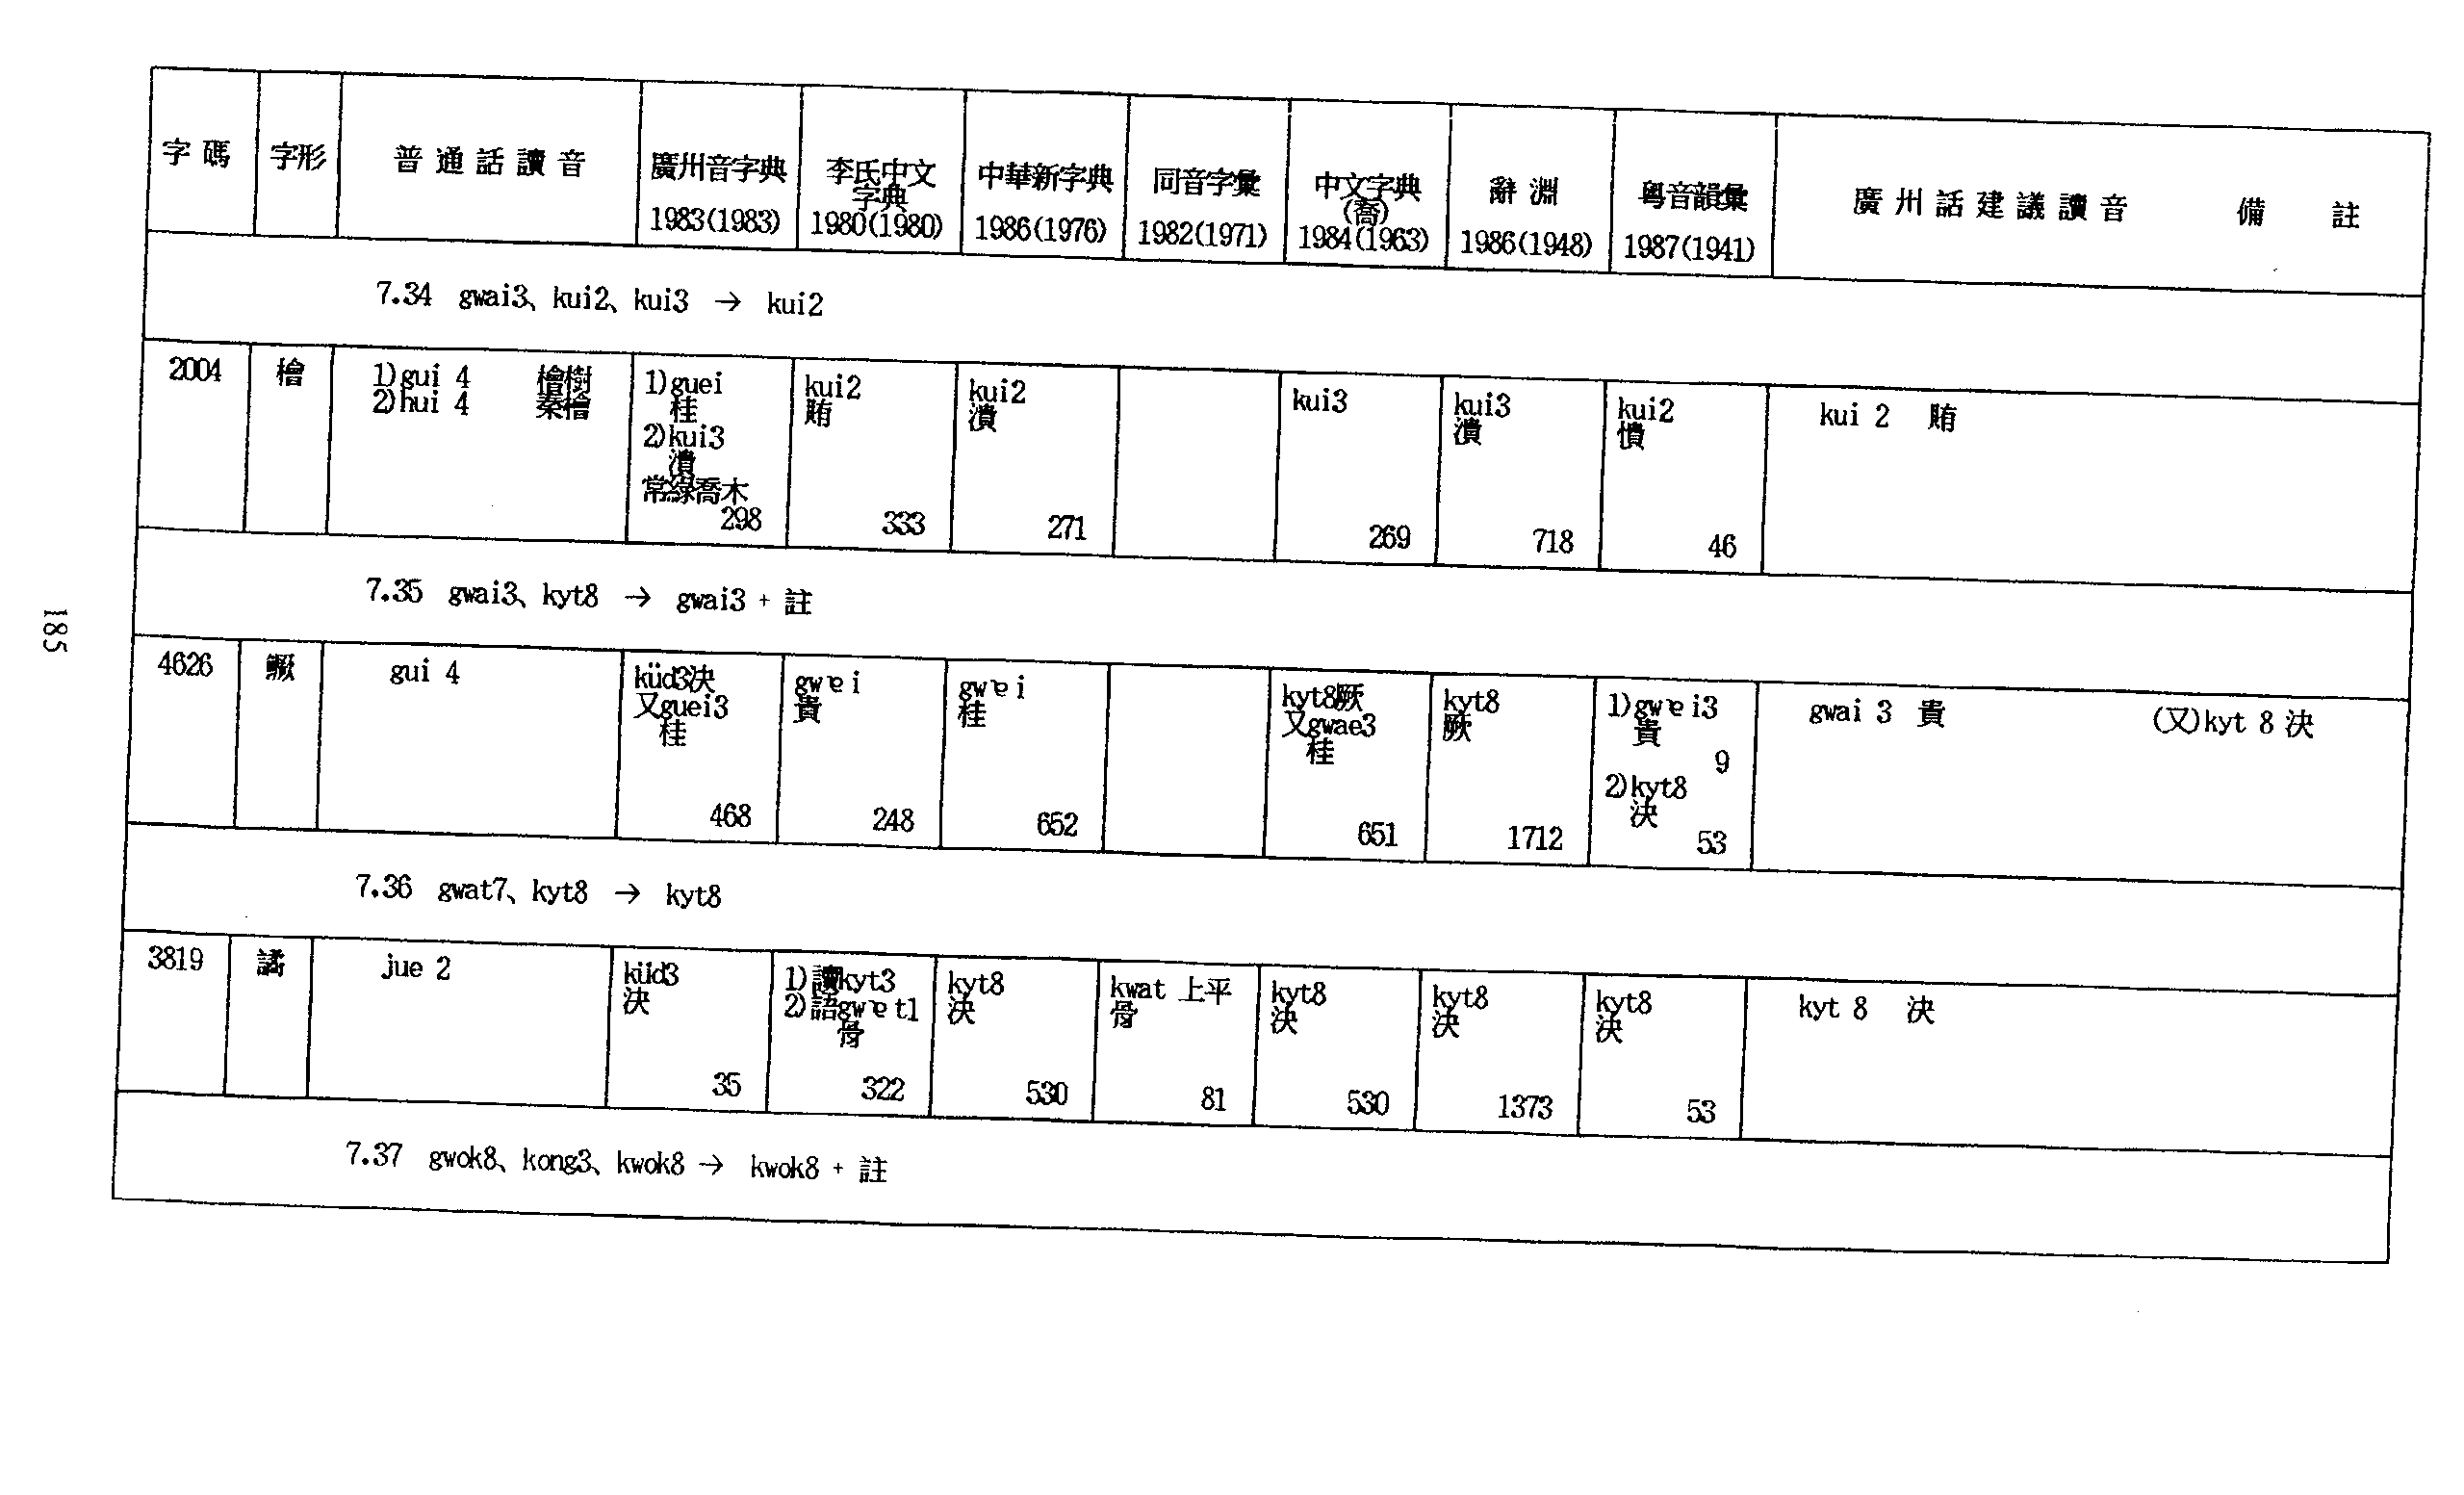 字碼 字形 普通話讀音 廣州音字典 1983(1983) 李氏中文字典 1980(1980) 中華新字典 1986(1976) 同音字彙 1982(1971) 中文字典(喬) 1984(1963) 辭淵 1986(1948) 粵音韻彙 1987(1941) 廣州話建議讀音 備註
7.34 gwai3、kui2、kui3 → kui2
2004 檜
1)gui 4 檜樹
2)hui 4 秦檜
1)guei
桂
2)kui3
潰
常綠喬木
298
kui2
賄
333
kui2
潰
271
kui3
269
kui3
潰
718
kui2
憒
46
kui 2 賄
7.35 gwai3、kyt8 → gwai3 + 註
4626 鱖 gui 4
küd3決
又guei3
桂
468
gwɐi
貴
248
gwɐi
桂
652
kyt8厥
又gwae3
桂
651
kyt8
厥
1712
1)gwɐi3
貴
9
2)kyt8
決
53
gwai 3 貴 (又)kyt 8 決
7.36 gwat7、kyt8 → kyt8
3819 譎 jue 2
küd3
決
35
1)讀kyt3
2)語gwɐt1
骨
322
kyt8
決
530
kwat 上平
骨
81
kyt8
決
530
kyt8
決
1373
kyt8
決
53
kyt 8 決
7.37 gwok8、kong3、kwok8 → kwok8 + 註
185